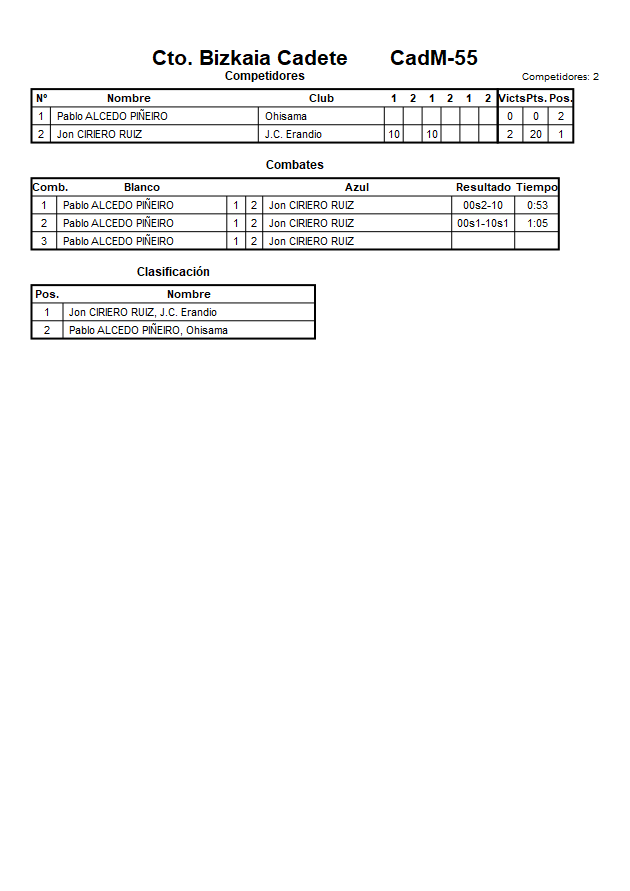 Cto. Bizkaia Cadete CadM-55
Competidores
Competidores: 2
Nº Nombre Club 1 2 1 2 1 2 Victs Pts. Pos.
1 Pablo ALCEDO PIÑEIRO Ohisama 0 0 2
2 Jon CIRIERO RUIZ J.C. Erandio 10 10 2 20 1
Combates
Comb. Blanco Azul Resultado Tiempo
1 Pablo ALCEDO PIÑEIRO 1 2 Jon CIRIERO RUIZ 00s2-10 0:53
2 Pablo ALCEDO PIÑEIRO 1 2 Jon CIRIERO RUIZ 00s1-10s1 1:05
3 Pablo ALCEDO PIÑEIRO 1 2 Jon CIRIERO RUIZ
Clasificación
Pos. Nombre
1 Jon CIRIERO RUIZ, J.C. Erandio
2 Pablo ALCEDO PIÑEIRO, Ohisama